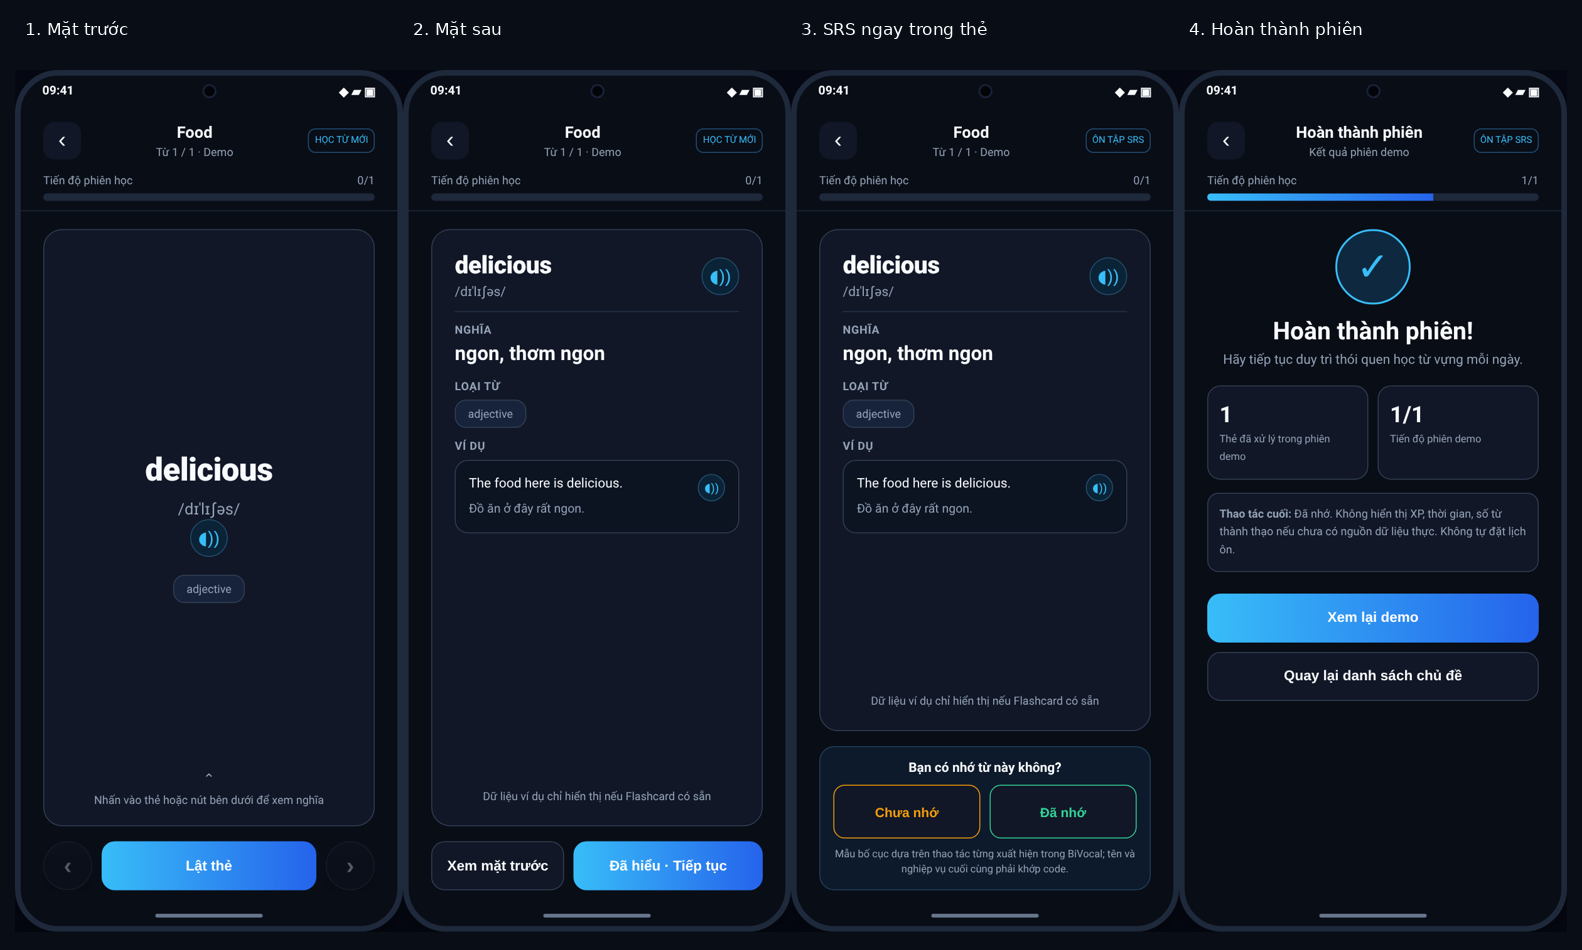 1. Mặt trước
09:41
Food
Từ 1 / 1 · Demo
HỌC TỪ MỚI
Tiến độ phiên học
0/1
delicious
/dɪˈlɪʃəs/
adjective
Nhấn vào thẻ hoặc nút bên dưới để xem nghĩa
Lật thẻ
2. Mặt sau
09:41
Food
Từ 1 / 1 · Demo
HỌC TỪ MỚI
Tiến độ phiên học
0/1
delicious
/dɪˈlɪʃəs/
NGHĨA
ngon, thơm ngon
LOẠI TỪ
adjective
VÍ DỤ
The food here is delicious.
Đồ ăn ở đây rất ngon.
Dữ liệu ví dụ chỉ hiển thị nếu Flashcard có sẵn
Xem mặt trước
Đã hiểu · Tiếp tục
3. SRS ngay trong thẻ
09:41
Food
Từ 1 / 1 · Demo
ÔN TẬP SRS
Tiến độ phiên học
0/1
delicious
/dɪˈlɪʃəs/
NGHĨA
ngon, thơm ngon
LOẠI TỪ
adjective
VÍ DỤ
The food here is delicious.
Đồ ăn ở đây rất ngon.
Dữ liệu ví dụ chỉ hiển thị nếu Flashcard có sẵn
Bạn có nhớ từ này không?
Chưa nhớ
Đã nhớ
Mẫu bố cục dựa trên thao tác từng xuất hiện trong BiVocal; tên và
nghiệp vụ cuối cùng phải khớp code.
4. Hoàn thành phiên
09:41
Hoàn thành phiên
Kết quả phiên demo
ÔN TẬP SRS
Tiến độ phiên học
1/1
Hoàn thành phiên!
Hãy tiếp tục duy trì thói quen học từ vựng mỗi ngày.
1
Thẻ đã xử lý trong phiên
demo
1/1
Tiến độ phiên demo
Thao tác cuối: Đã nhớ. Không hiển thị XP, thời gian, số từ
thành thạo nếu chưa có nguồn dữ liệu thực. Không tự đặt lịch
ôn.
Xem lại demo
Quay lại danh sách chủ đề